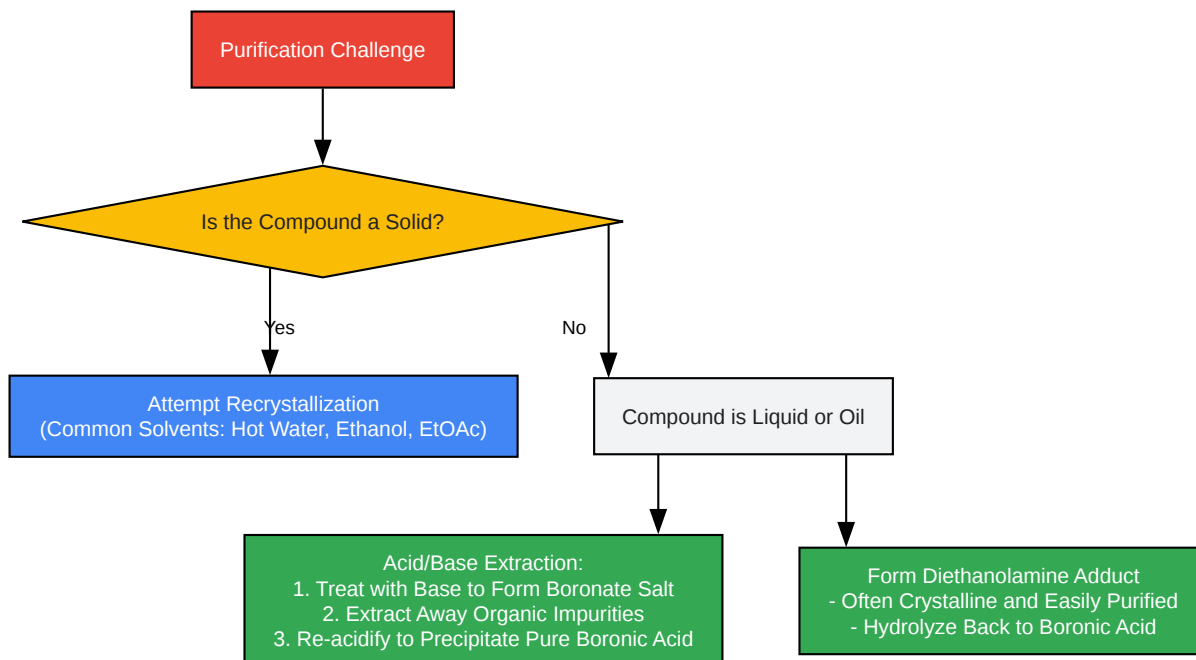 Purification Challenge
Is the Compound a Solid?
Yes
No
Attempt Recrystallization
(Common Solvents: Hot Water, Ethanol, EtOAc)
Compound is Liquid or Oil
Acid/Base Extraction:
1. Treat with Base to Form Boronate Salt
2. Extract Away Organic Impurities
3. Re-acidify to Precipitate Pure Boronic Acid
Form Diethanolamine Adduct
- Often Crystalline and Easily Purified
- Hydrolyze Back to Boronic Acid